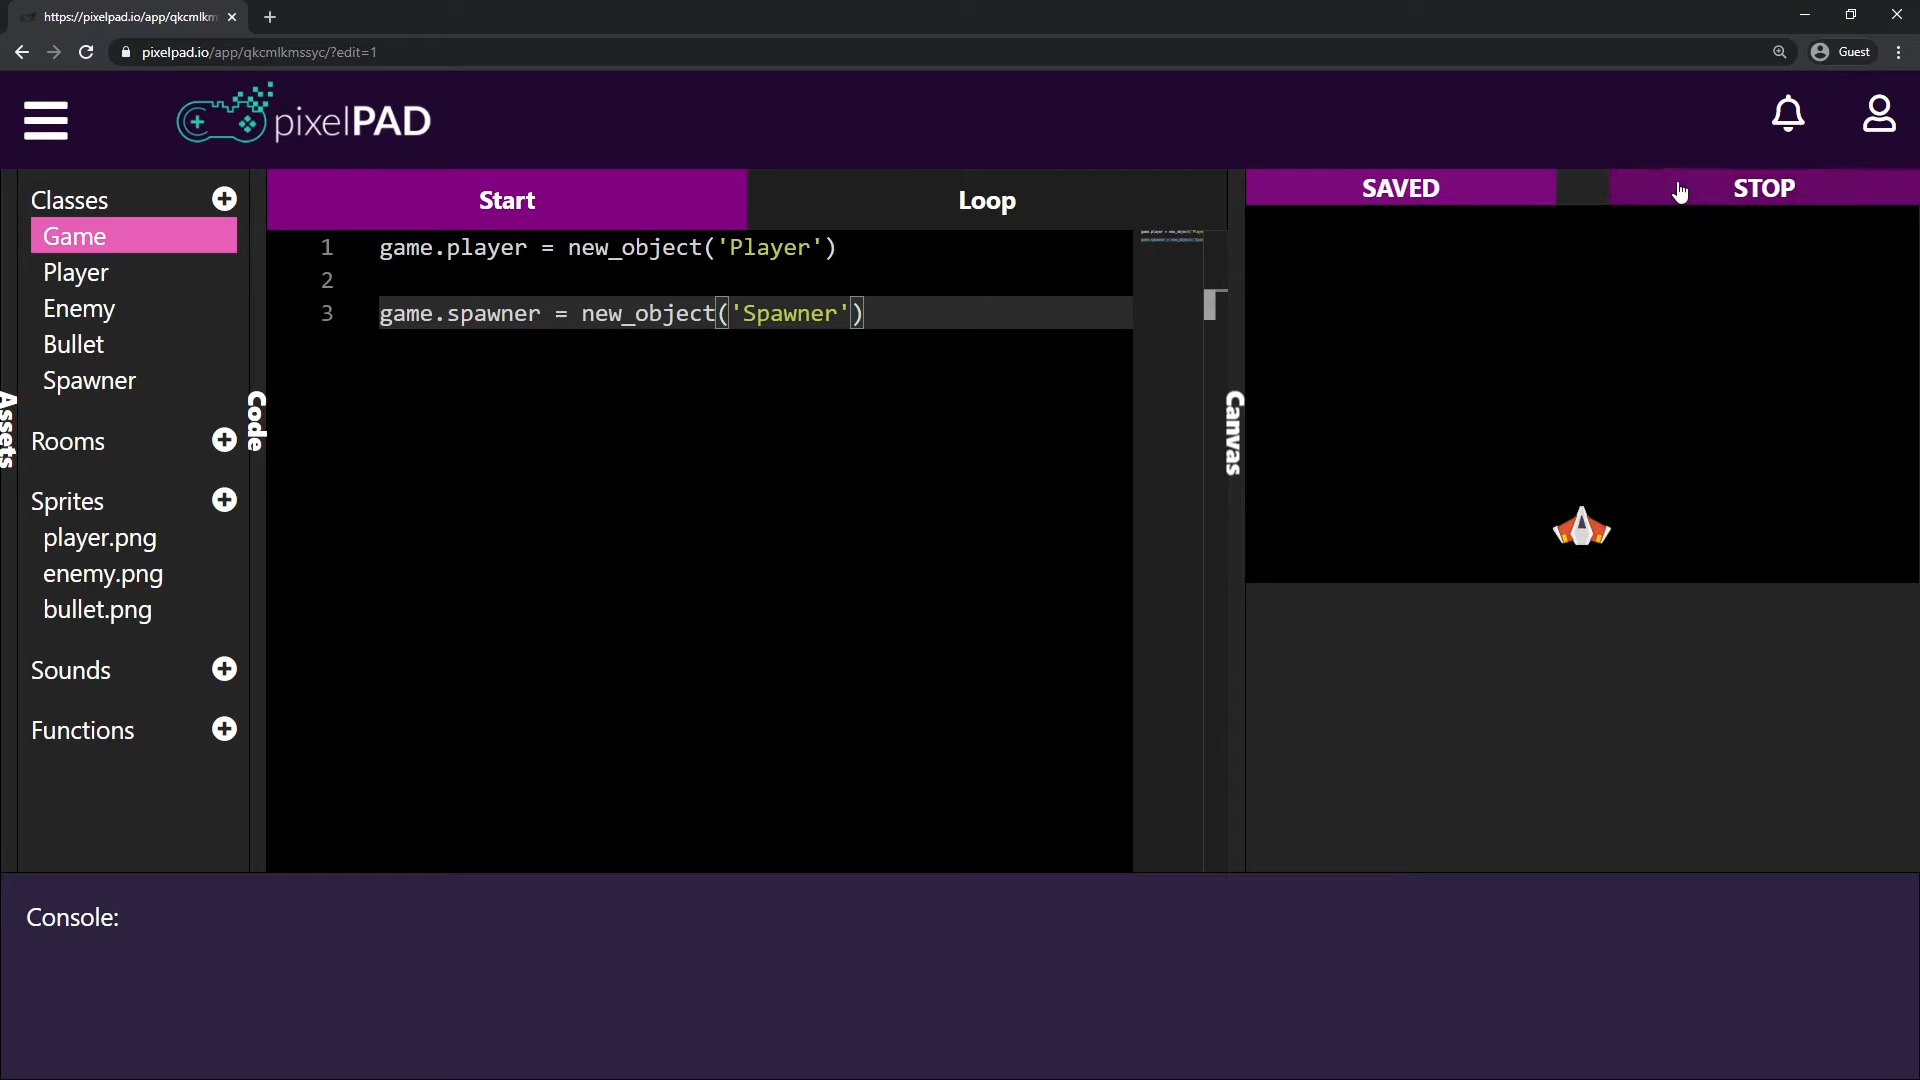 https://pixelpad.io/app/qkcmlkm
pixelpad.io/app/qkcmlkmssyc/?edit=1
Guest
pixelPAD
Classes
Game
Player
Enemy
Bullet
Spawner
Rooms
Sprites
player.png
enemy.png
bullet.png
Sounds
Functions
Assets
Code
Start
Loop
1 game.player = new_object('Player')
2
3 game.spawner = new_object('Spawner')
Canvas
SAVED
STOP
Console: